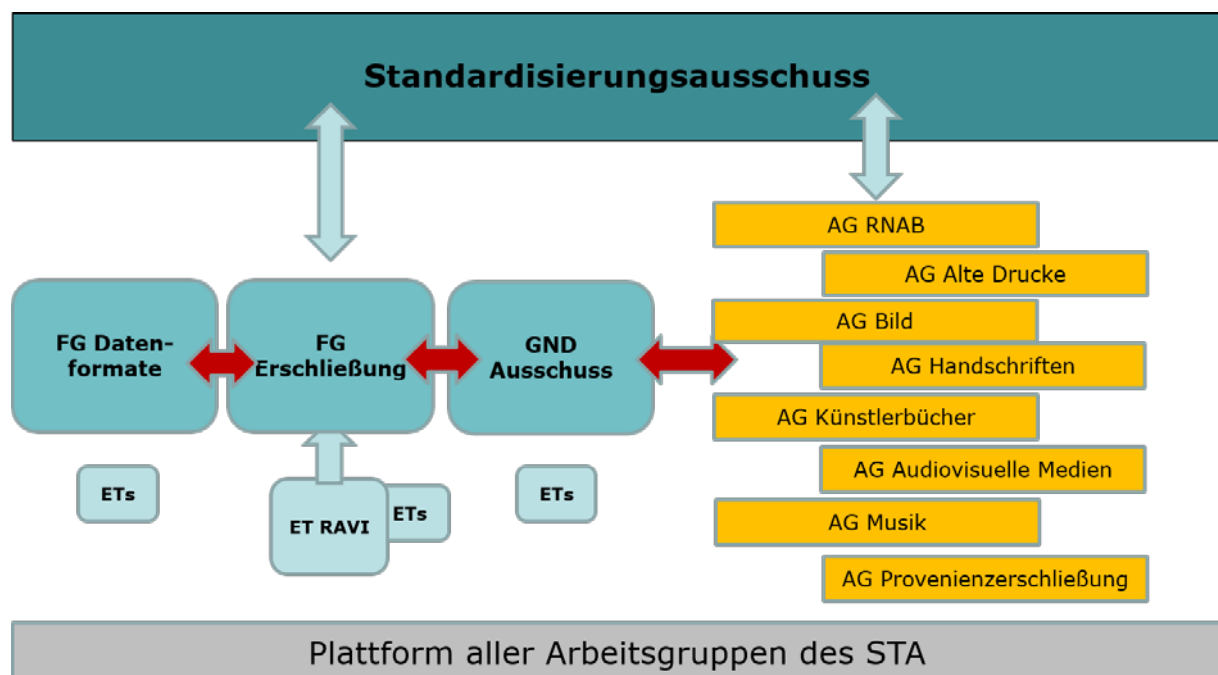 Standardisierungsausschuss
FG Daten-
formate
FG
Erschließung
GND
Ausschuss
ETs
ET RAVI
ETs
ETs
AG RNAB
AG Alte Drucke
AG Bild
AG Handschriften
AG Künstlerbücher
AG Audiovisuelle Medien
AG Musik
AG Provenienzerschließung
Plattform aller Arbeitsgruppen des STA